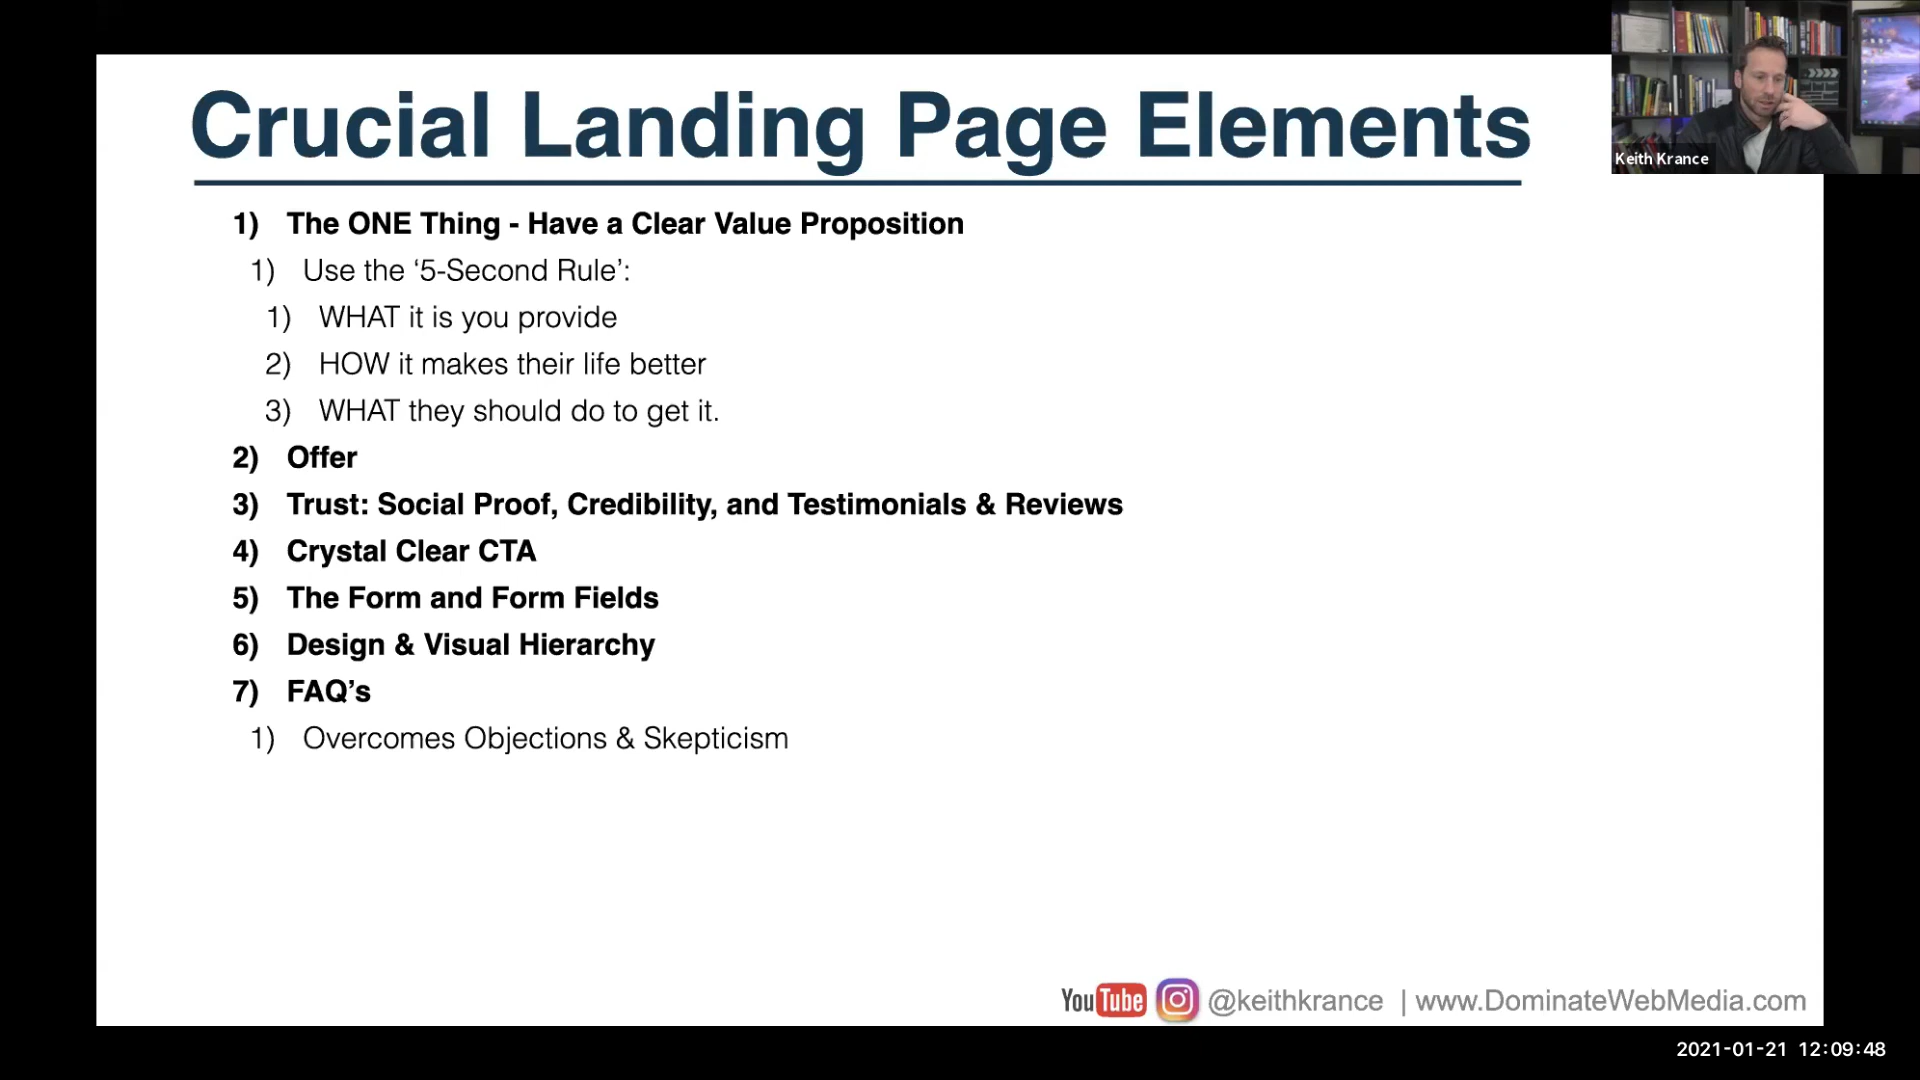 Crucial Landing Page Elements
Keith Krance
1) The ONE Thing - Have a Clear Value Proposition
1) Use the ‘5-Second Rule’:
1) WHAT it is you provide
2) HOW it makes their life better
3) WHAT they should do to get it.
2) Offer
3) Trust: Social Proof, Credibility, and Testimonials & Reviews
4) Crystal Clear CTA
5) The Form and Form Fields
6) Design & Visual Hierarchy
7) FAQ’s
1) Overcomes Objections & Skepticism
YouTube @keithkrance | www.DominateWebMedia.com
2021-01-21 12:09:48